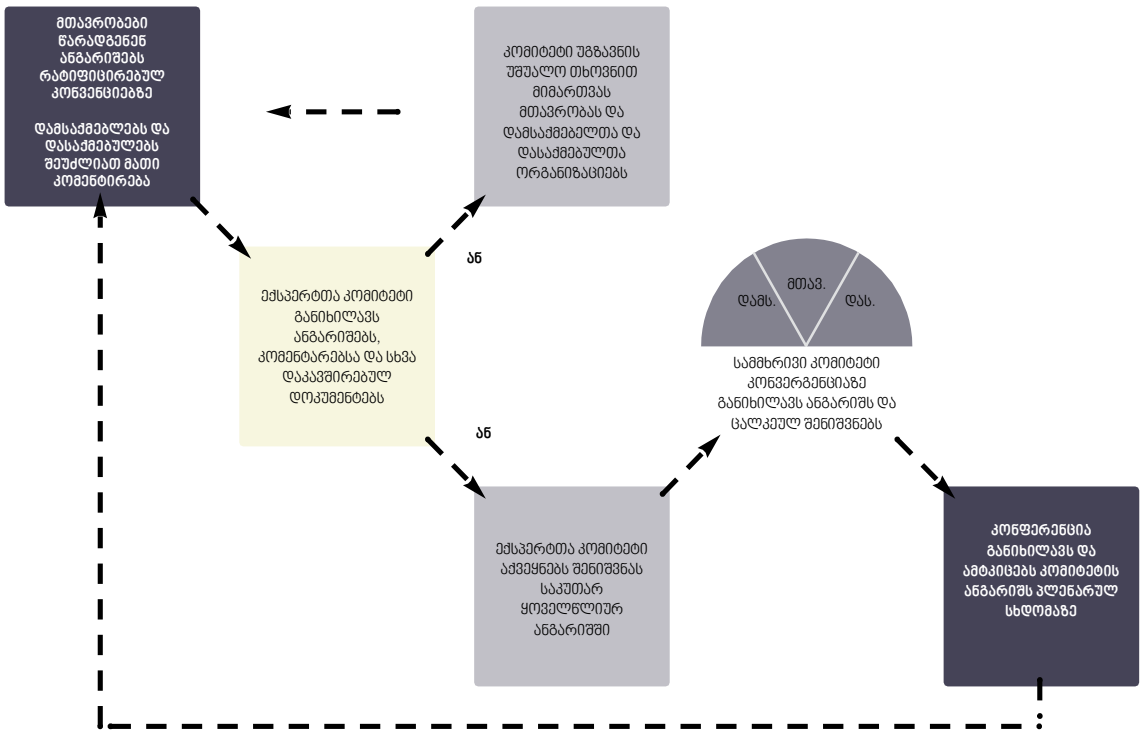 მთავრობები
წარადგენენ
ანგარიშებს
რატიფიცირებულ
კონვენციებზე
დამსაქმებლებს და
დასაქმებულებს
შეუძლიათ მათი
კომენტირება
კომიტეტი უგზავნის
უშუალო თხოვნით
მიმართვას
მთავრობას და
დამსაქმებელთა და
დასაქმებულთა
ორგანიზაციებს
ან
ექსპერტთა კომიტეტი
განიხილავს
ანგარიშებს,
კომენტარებსა და სხვა
დაკავშირებულ
დოკუმენტებს
ან
ექსპერტთა კომიტეტი
აქვეყნებს შენიშვნას
საკუთარ
ყოველწლიურ
ანგარიშში
დამს.
მთავ.
დას.
სამმხრივი კომიტეტი
კონვერგენციაზე
განიხილავს ანგარიშს და
ცალკეულ შენიშვნებს
კონფერენცია
განიხილავს და
ამტკიცებს კომიტეტის
ანგარიშს პლენარულ
სხდომაზე